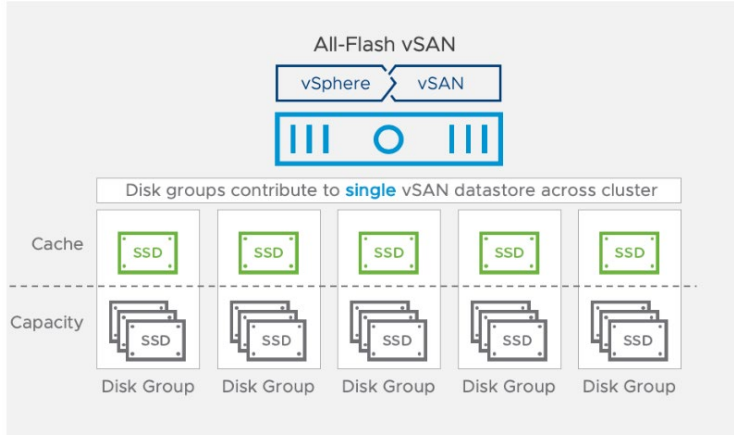 All-Flash vSAN
vSphere vSAN
Disk groups contribute to single vSAN datastore across cluster
Cache SSD SSD SSD SSD SSD
Capacity SSD SSD SSD SSD SSD
Disk Group Disk Group Disk Group Disk Group Disk Group